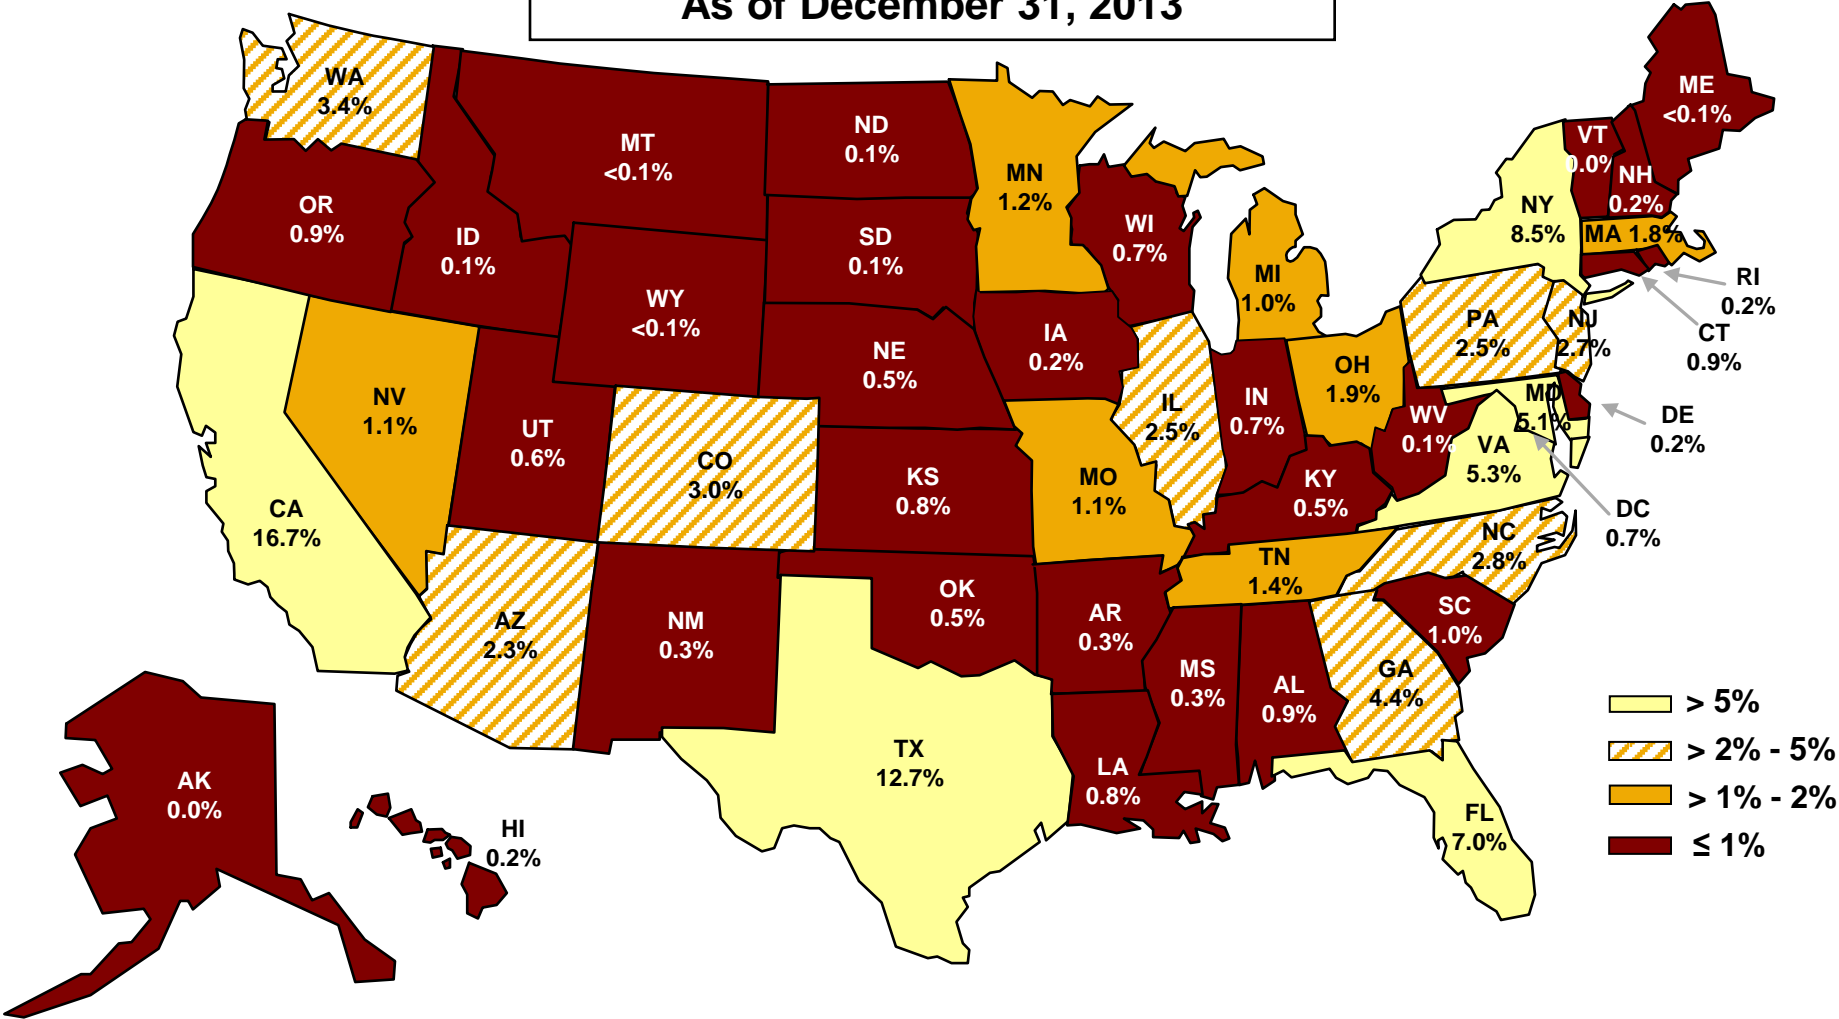 As of December 31, 2013
WA
3.4%
OR
0.9%
ID
0.1%
MT
<0.1%
WY
<0.1%
ND
0.1%
SD
0.1%
NE
0.5%
KS
0.8%
MN
1.2%
WI
0.7%
IA
0.2%
MO
1.1%
IL
2.5%
MI
1.0%
IN
0.7%
OH
1.9%
KY
0.5%
WV
0.1%
PA
2.5%
NY
8.5%
VT
0.0%
NH
0.2%
ME
<0.1%
MA 1.8%
RI
0.2%
CT
0.9%
NJ
2.7%
DE
0.2%
MD
5.1%
DC
0.7%
VA
5.3%
NC
2.8%
SC
1.0%
TN
1.4%
GA
4.4%
AL
0.9%
MS
0.3%
FL
7.0%
LA
0.8%
AR
0.3%
OK
0.5%
TX
12.7%
NM
0.3%
AZ
2.3%
CO
3.0%
UT
0.6%
NV
1.1%
CA
16.7%
AK
0.0%
HI
0.2%
> 5%
> 2% - 5%
> 1% - 2%
≤ 1%